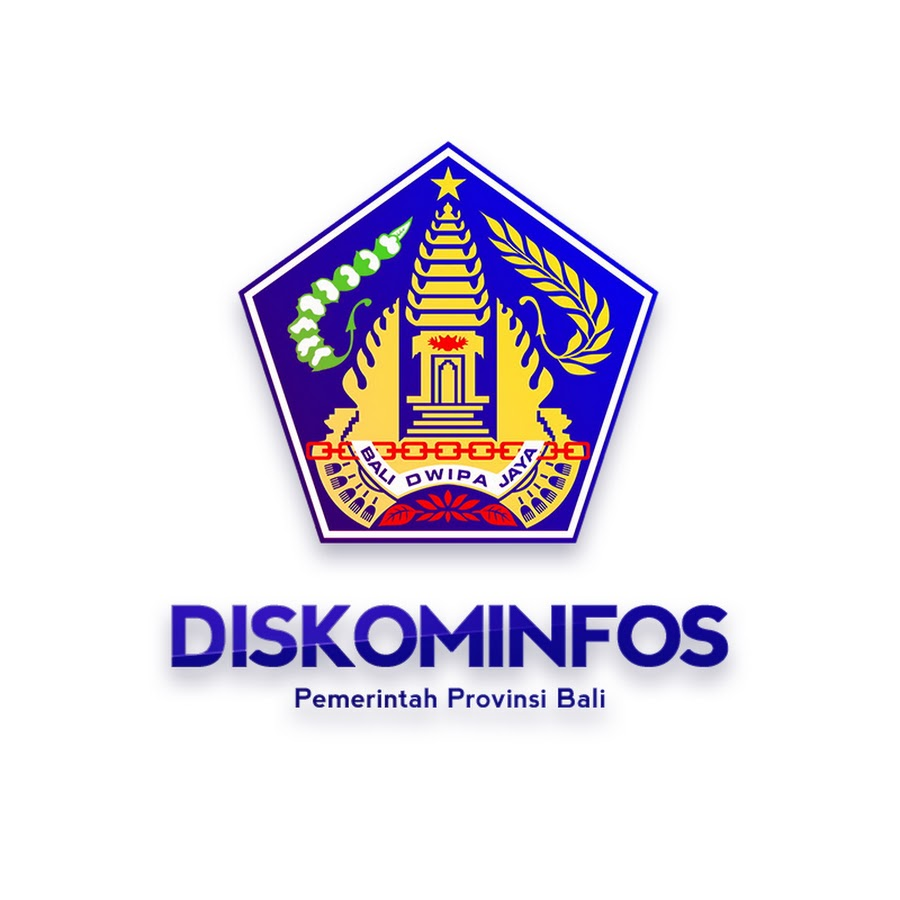 BALI DWIPA JAYA
DISKOMINFOS
Pemerintah Provinsi Bali